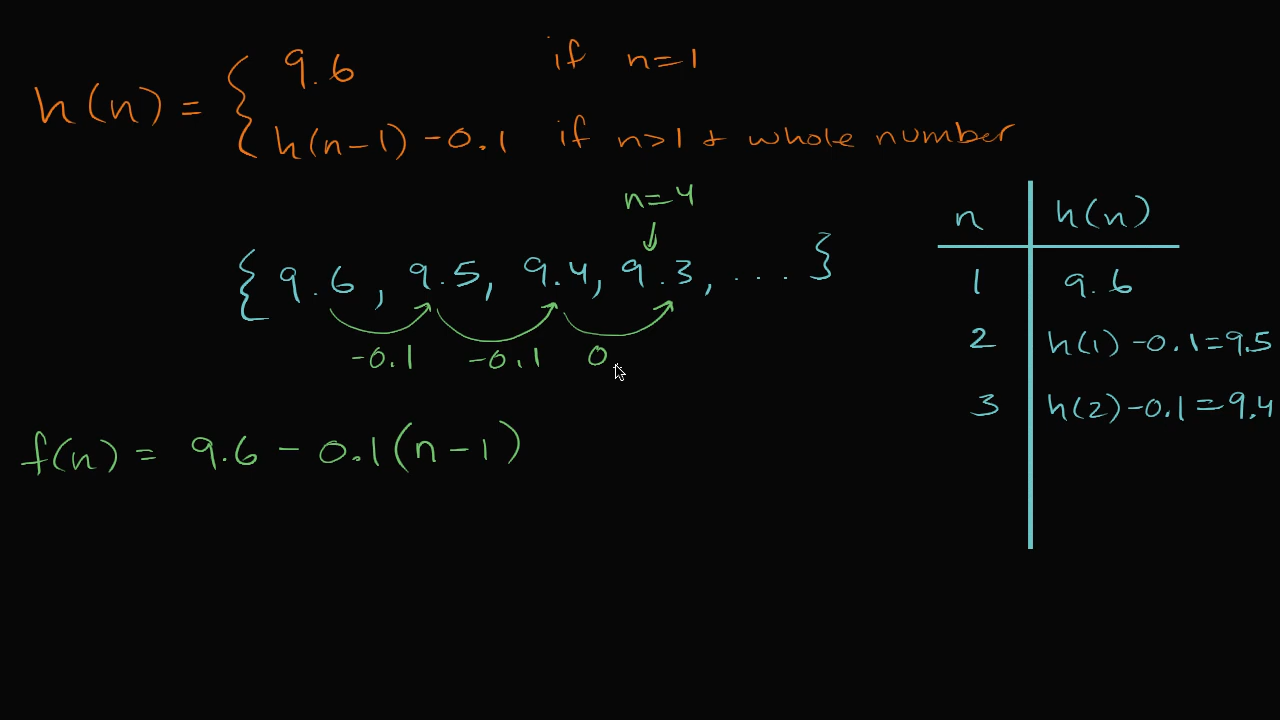 h(n) = { 9.6 if n=1
h(n-1) -0.1 if n>1 + whole number
n=4
{ 9.6, 9.5, 9.4, 9.3, .... }
-0.1 -0.1 0.
f(n) = 9.6 - 0.1(n-1)
n h(n)
1 9.6
2 h(1) -0.1=9.5
3 h(2)-0.1=9.4